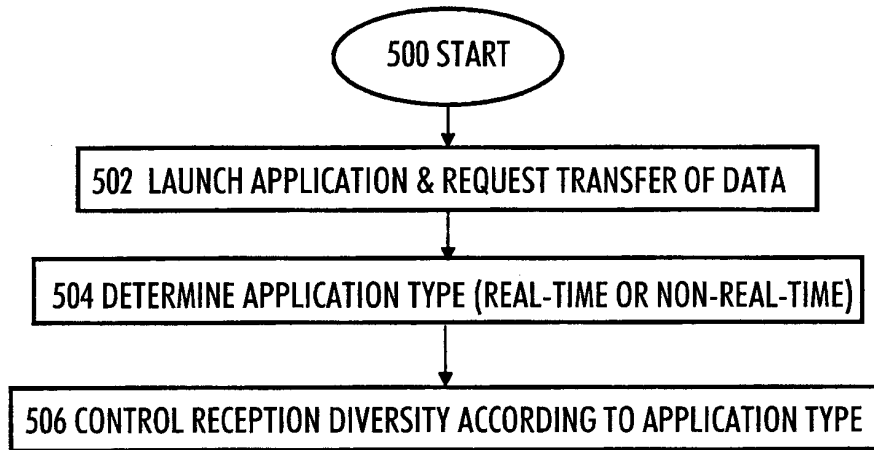 500 START
502 LAUNCH APPLICATION & REQUEST TRANSFER OF DATA
504 DETERMINE APPLICATION TYPE (REAL-TIME OR NON-REAL-TIME)
506 CONTROL RECEPTION DIVERSITY ACCORDING TO APPLICATION TYPE